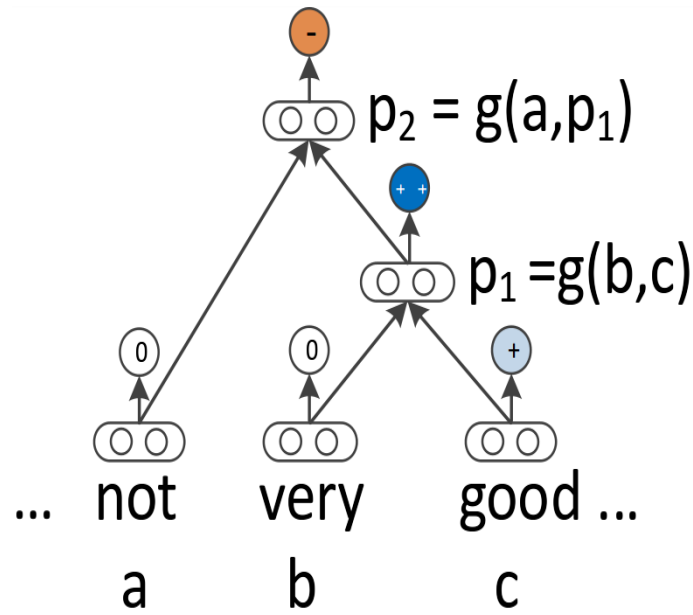 -
p₂ = g(a,p₁)
+ +
p₁ =g(b,c)
0 0 +
... not very good ...
a b c